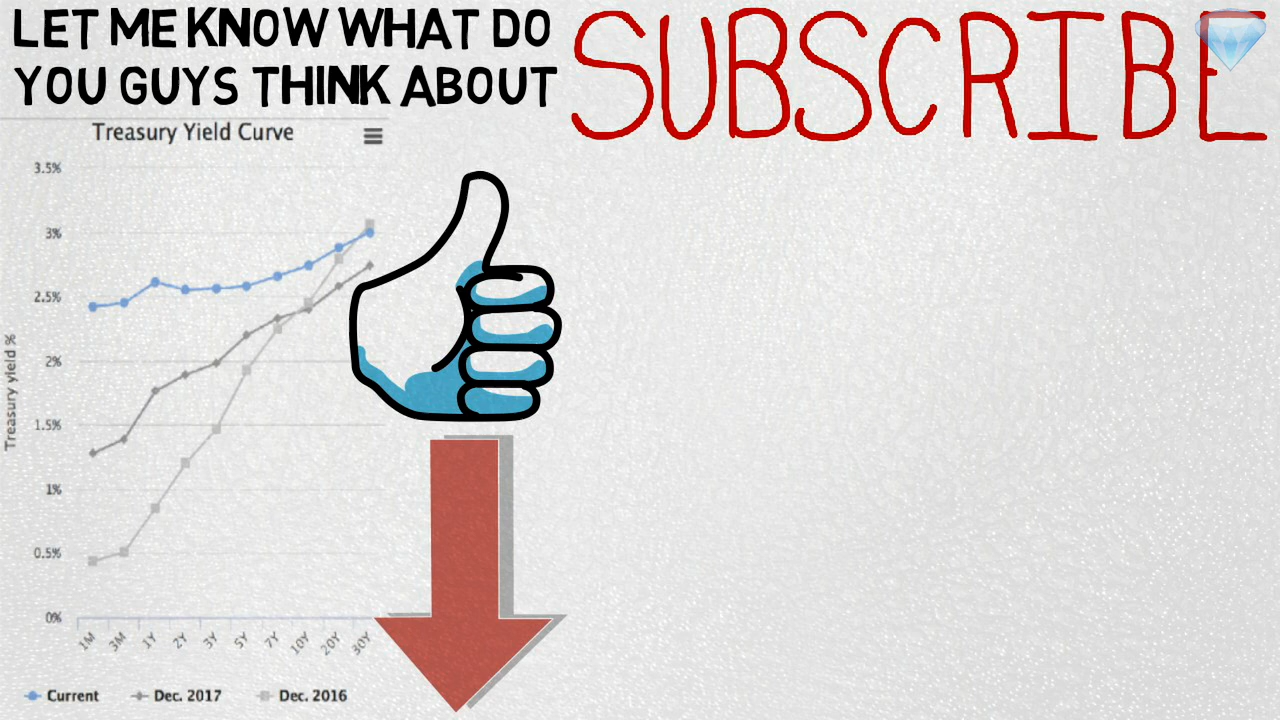 LET ME KNOW WHAT DO
YOU GUYS THINK ABOUT
SUBSCRIBE
Treasury Yield Curve
3.5%
3%
2.5%
2%
1.5%
1%
0.5%
0%
Treasury yield %
1M 3M 1Y 2Y 3Y 5Y 7Y 10Y 20Y 30Y
Current Dec. 2017 Dec. 2016